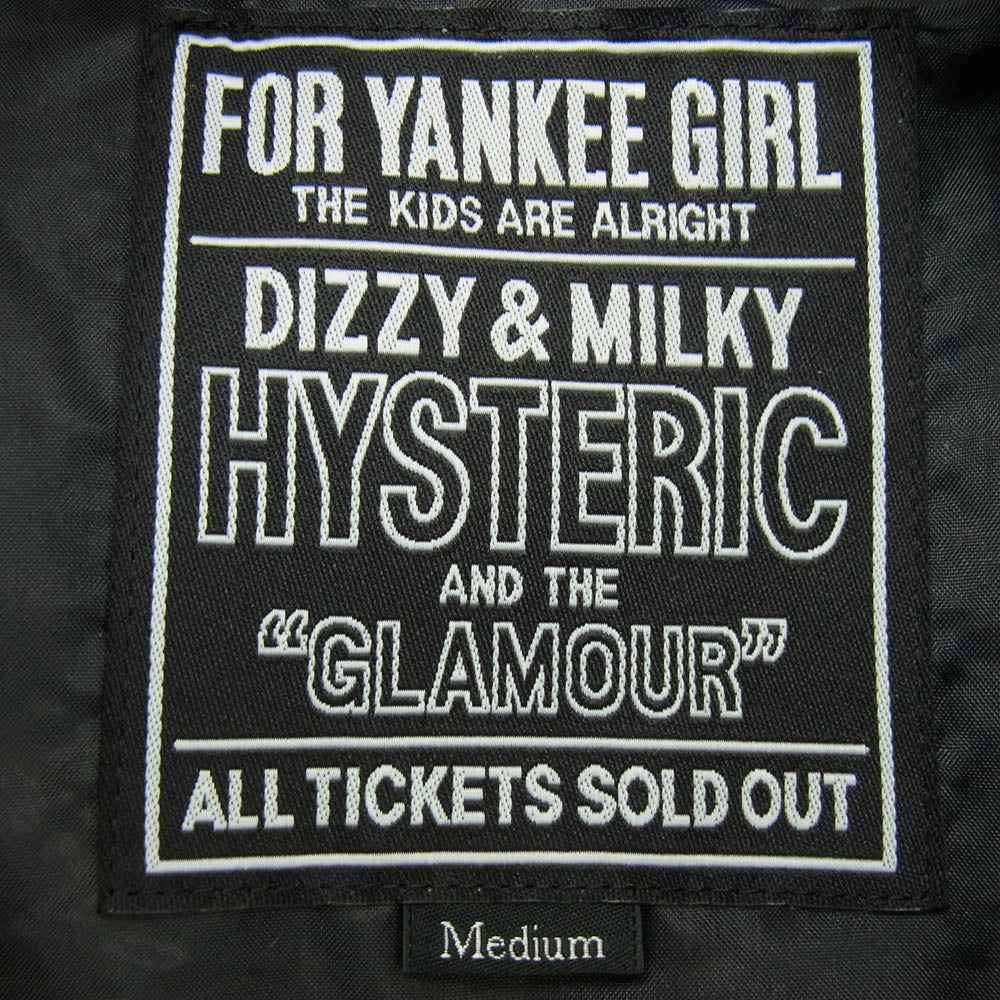 FOR YANKEE GIRL
THE KIDS ARE ALRIGHT
DIZZY & MILKY
HYSTERIC
AND THE
“GLAMOUR”
ALL TICKETS SOLD OUT
Medium